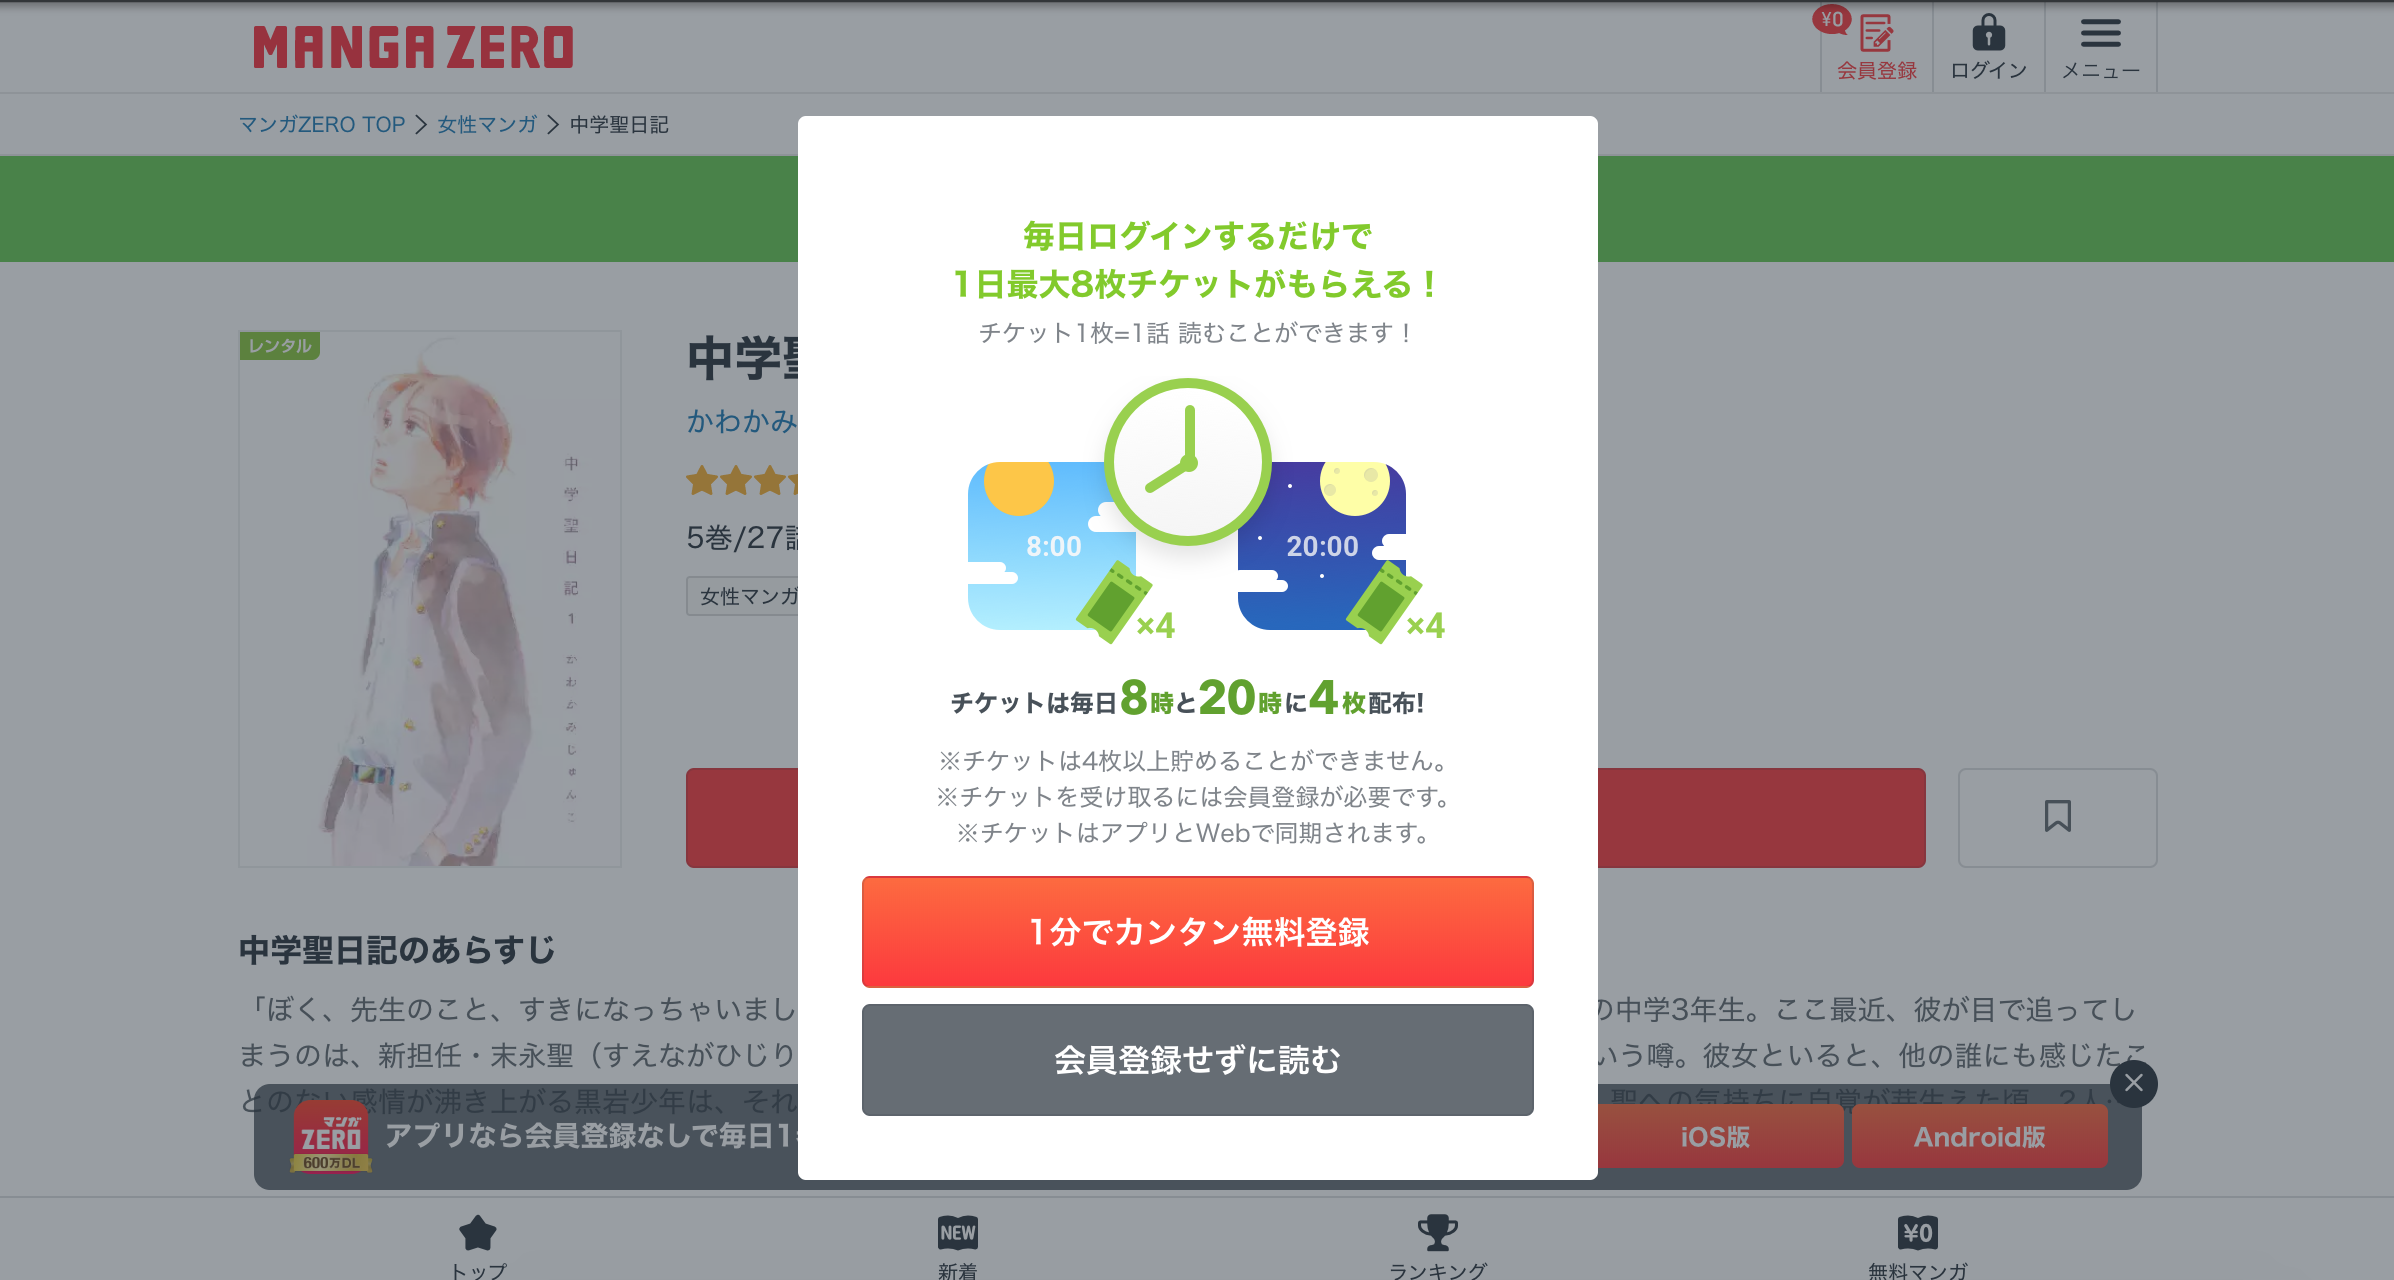 MANGA ZERO
¥0
会員登録
ログイン
メニュー
マンガZERO TOP > 女性マンガ > 中学聖日記
レンタル
中学聖日記 1 かわかみじゅんこ
中学
かわかみ
5巻/27
女性マンガ
毎日ログインするだけで
1日最大8枚チケットがもらえる！
チケット1枚=1話 読むことができます！
8:00
×4
20:00
×4
チケットは毎日8時と20時に4枚配布!
※チケットは4枚以上貯めることができません。
※チケットを受け取るには会員登録が必要です。
※チケットはアプリとWebで同期されます。
1分でカンタン無料登録
会員登録せずに読む
中学聖日記のあらすじ
「ぼく、先生のこと、すきになっちゃいまし
の中学3年生。ここ最近、彼が目で追ってし
まうのは、新担任・末永聖（すえながひじり
いう噂。彼女といると、他の誰にも感じたこ
とのない感情が沸き上がる黒岩少年は、それ
聖への気持ちに自覚が芽生えた頃、2人
マンガ
ZERO
600万DL
アプリなら会員登録なしで毎日1
iOS版
Android版
トップ
NEW
新着
ランキング
¥0
無料マンガ